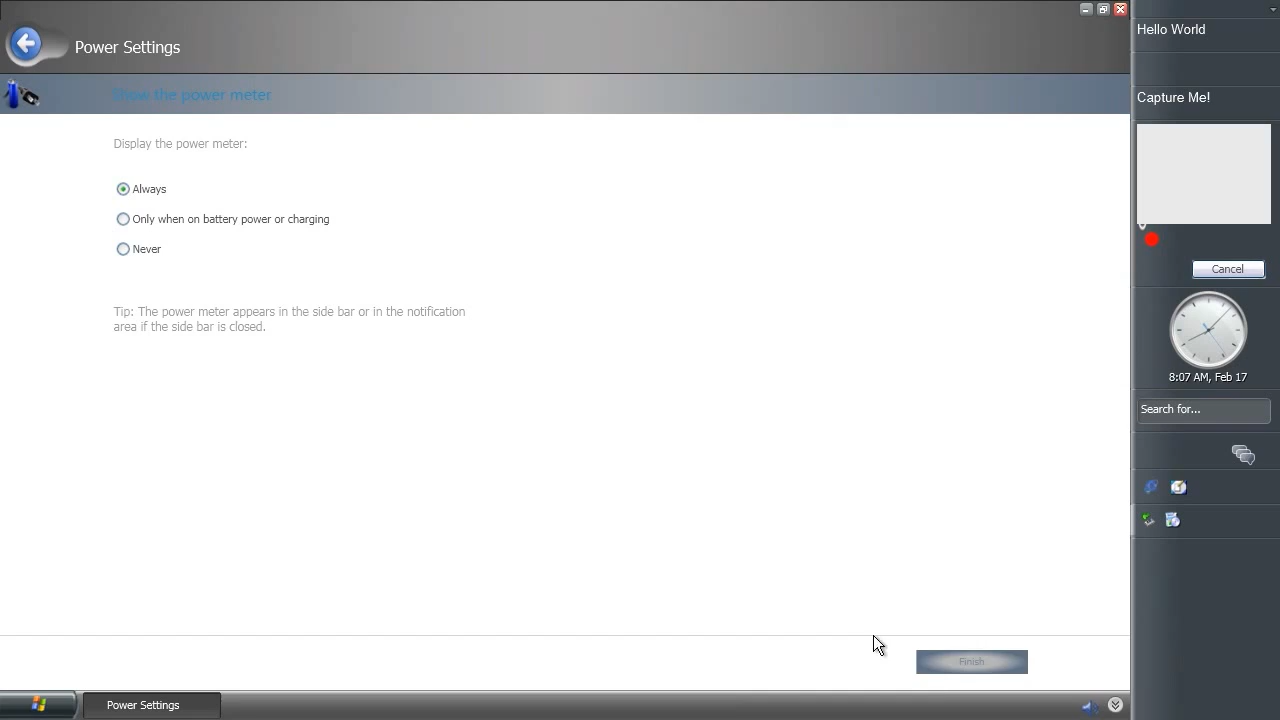 Power Settings
Show the power meter
Display the power meter:
Always
Only when on battery power or charging
Never
Tip: The power meter appears in the side bar or in the notification
area if the side bar is closed.
Finish
Power Settings
Hello World
Capture Me!
Cancel
8:07 AM, Feb 17
Search for...